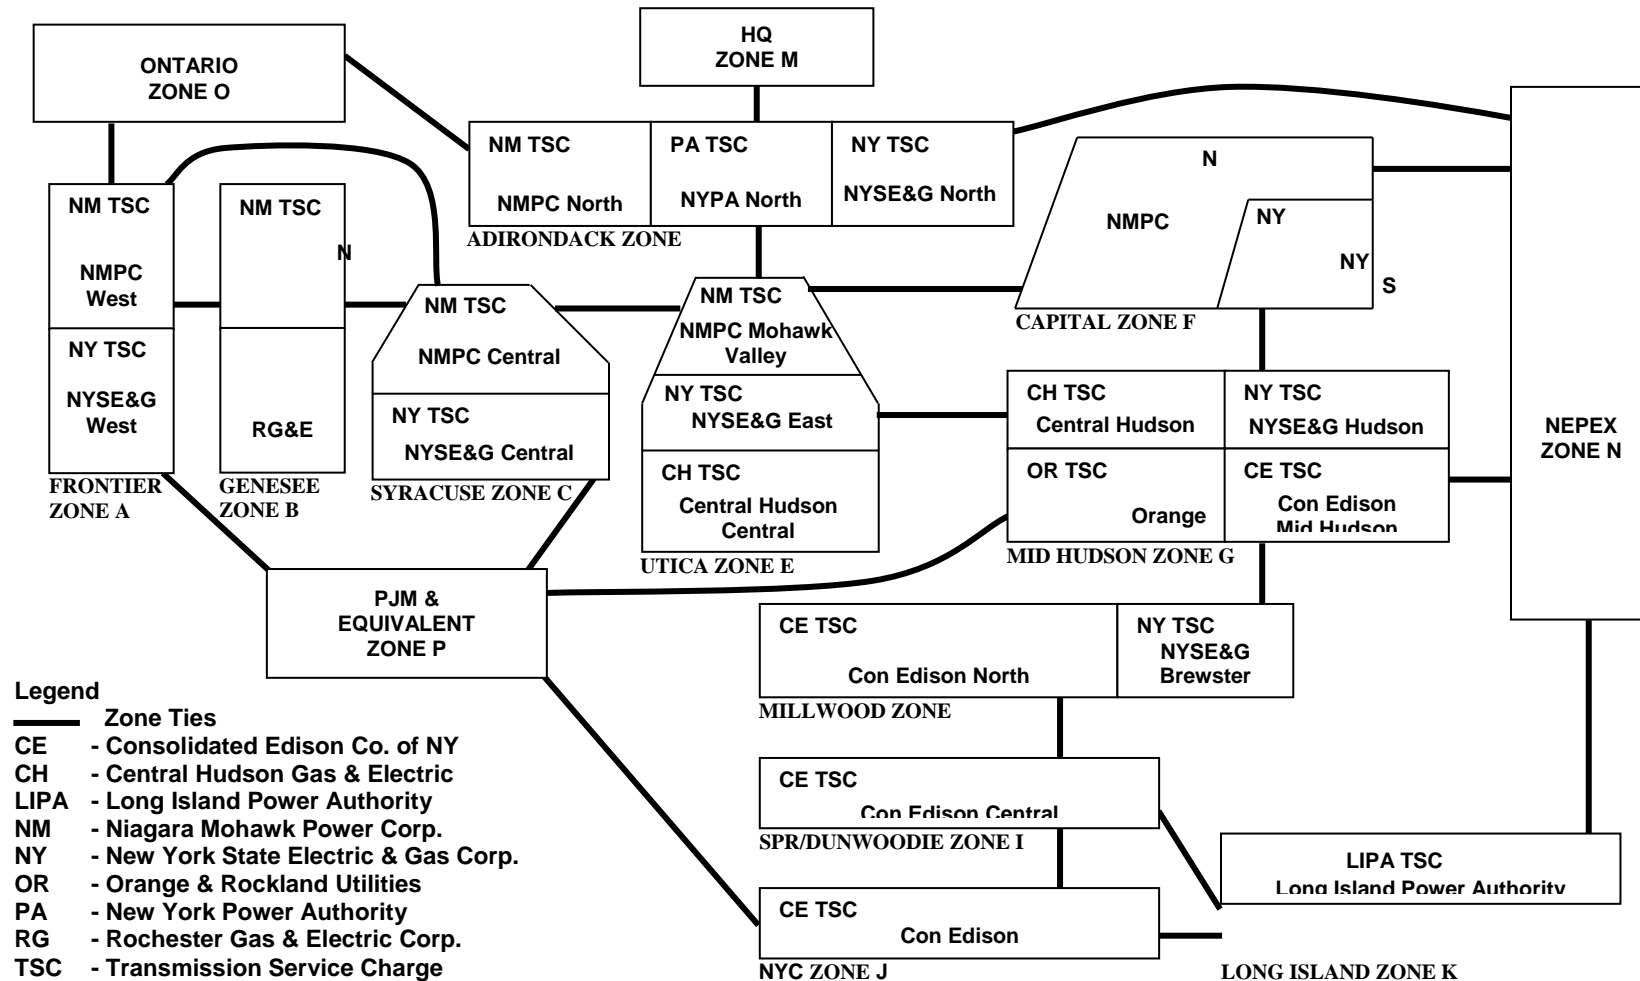 ONTARIO
ZONE O
HQ
ZONE M
NM TSC
NMPC North
PA TSC
NYPA North
NY TSC
NYSE&G North
ADIRONDACK ZONE
N
NMPC
NY
NY
S
CAPITAL ZONE F
NEPEX
ZONE N
NM TSC
NMPC
West
NY TSC
NYSE&G
West
FRONTIER
ZONE A
NM TSC
N
RG&E
GENESEE
ZONE B
NM TSC
NMPC Central
NY TSC
NYSE&G Central
SYRACUSE ZONE C
NM TSC
NMPC Mohawk
Valley
NY TSC
NYSE&G East
CH TSC
Central Hudson
Central
UTICA ZONE E
CH TSC
Central Hudson
NY TSC
NYSE&G Hudson
OR TSC
Orange
CE TSC
Con Edison
Mid Hudson
MID HUDSON ZONE G
PJM &
EQUIVALENT
ZONE P
CE TSC
Con Edison North
NY TSC
NYSE&G
Brewster
MILLWOOD ZONE
CE TSC
Con Edison Central
SPR/DUNWOODIE ZONE I
LIPA TSC
Long Island Power Authority
LONG ISLAND ZONE K
CE TSC
Con Edison
NYC ZONE J
Legend
Zone Ties
CE - Consolidated Edison Co. of NY
CH - Central Hudson Gas & Electric
LIPA - Long Island Power Authority
NM - Niagara Mohawk Power Corp.
NY - New York State Electric & Gas Corp.
OR - Orange & Rockland Utilities
PA - New York Power Authority
RG - Rochester Gas & Electric Corp.
TSC - Transmission Service Charge